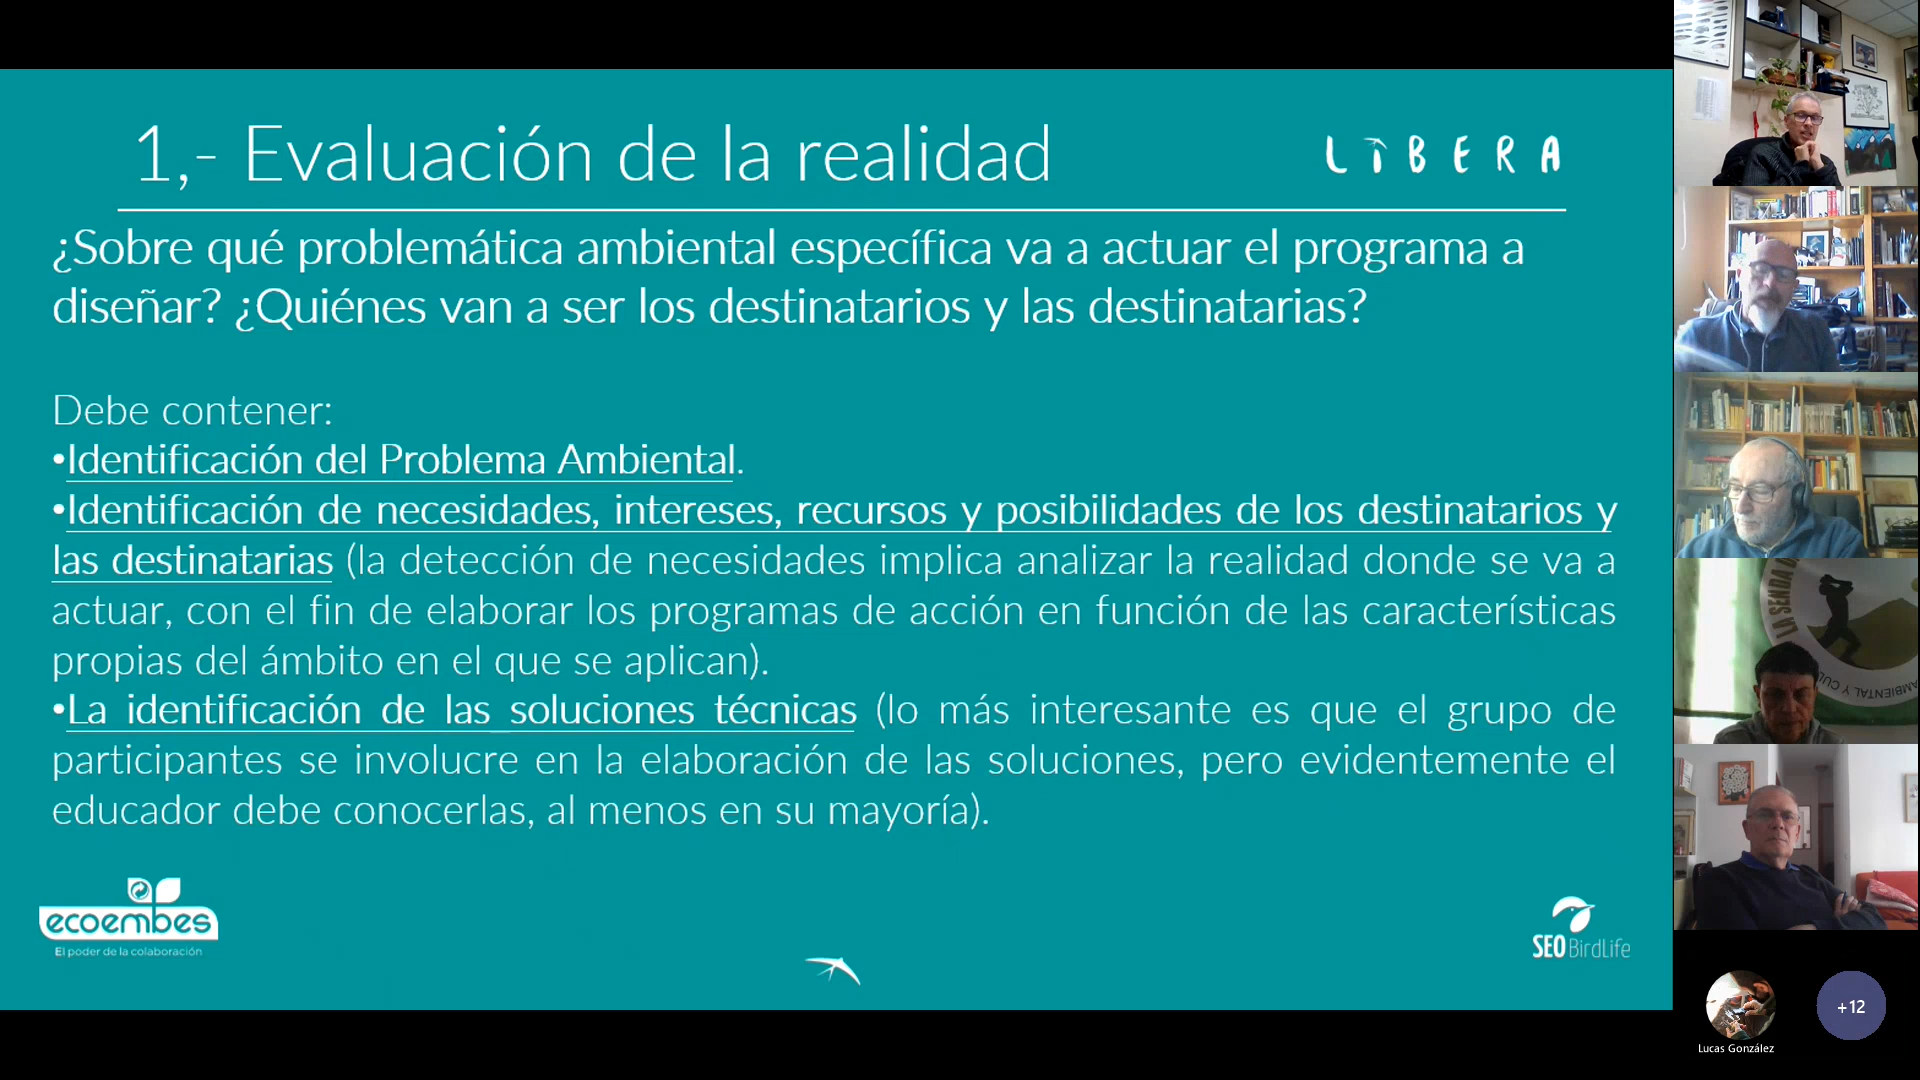 1,- Evaluación de la realidad
LIBERA
¿Sobre qué problemática ambiental específica va a actuar el programa a
diseñar? ¿Quiénes van a ser los destinatarios y las destinatarias?
Debe contener:
•Identificación del Problema Ambiental.
•Identificación de necesidades, intereses, recursos y posibilidades de los destinatarios y
las destinatarias (la detección de necesidades implica analizar la realidad donde se va a
actuar, con el fin de elaborar los programas de acción en función de las características
propias del ámbito en el que se aplican).
•La identificación de las soluciones técnicas (lo más interesante es que el grupo de
participantes se involucre en la elaboración de las soluciones, pero evidentemente el
educador debe conocerlas, al menos en su mayoría).
ecoembes
El poder de la colaboración
SEO BirdLife
LA SENDA
AMBIENTAL Y CU
+12
Lucas González